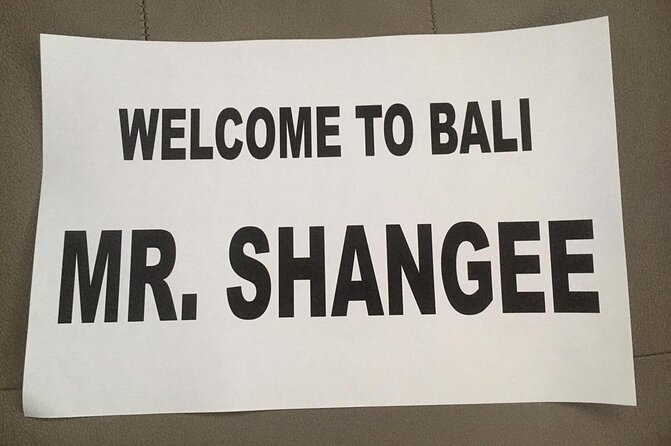 WELCOME TO BALI
MR. SHANGEE